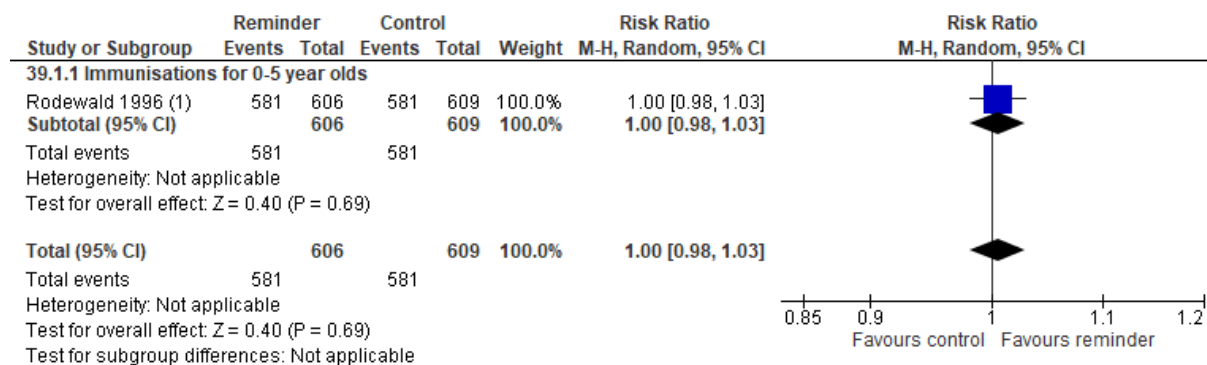 Reminder Control Risk Ratio Risk Ratio
Study or Subgroup Events Total Events Total Weight M-H, Random, 95% CI M-H, Random, 95% CI
39.1.1 Immunisations for 0-5 year olds
Rodewald 1996 (1) 581 606 581 609 100.0% 1.00 [0.98, 1.03]
Subtotal (95% CI) 606 609 100.0% 1.00 [0.98, 1.03]
Total events 581 581
Heterogeneity: Not applicable
Test for overall effect: Z = 0.40 (P = 0.69)
Total (95% CI) 606 609 100.0% 1.00 [0.98, 1.03]
Total events 581 581
Heterogeneity: Not applicable
Test for overall effect: Z = 0.40 (P = 0.69)
Test for subgroup differences: Not applicable
0.85 0.9 1 1.1 1.2
Favours control Favours reminder